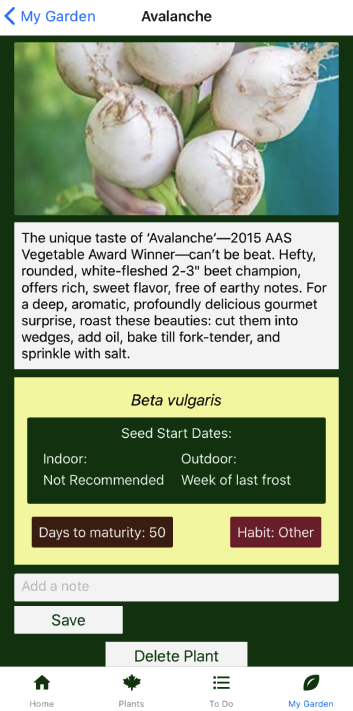 My Garden
Avalanche
The unique taste of ‘Avalanche’—2015 AAS
Vegetable Award Winner—can’t be beat. Hefty,
rounded, white-fleshed 2-3" beet champion,
offers rich, sweet flavor, free of earthy notes. For
a deep, aromatic, profoundly delicious gourmet
surprise, roast these beauties: cut them into
wedges, add oil, bake till fork-tender, and
sprinkle with salt.
Beta vulgaris
Seed Start Dates:
Indoor:
Not Recommended
Outdoor:
Week of last frost
Days to maturity: 50
Habit: Other
Add a note
Save
Delete Plant
Home
Plants
To Do
My Garden